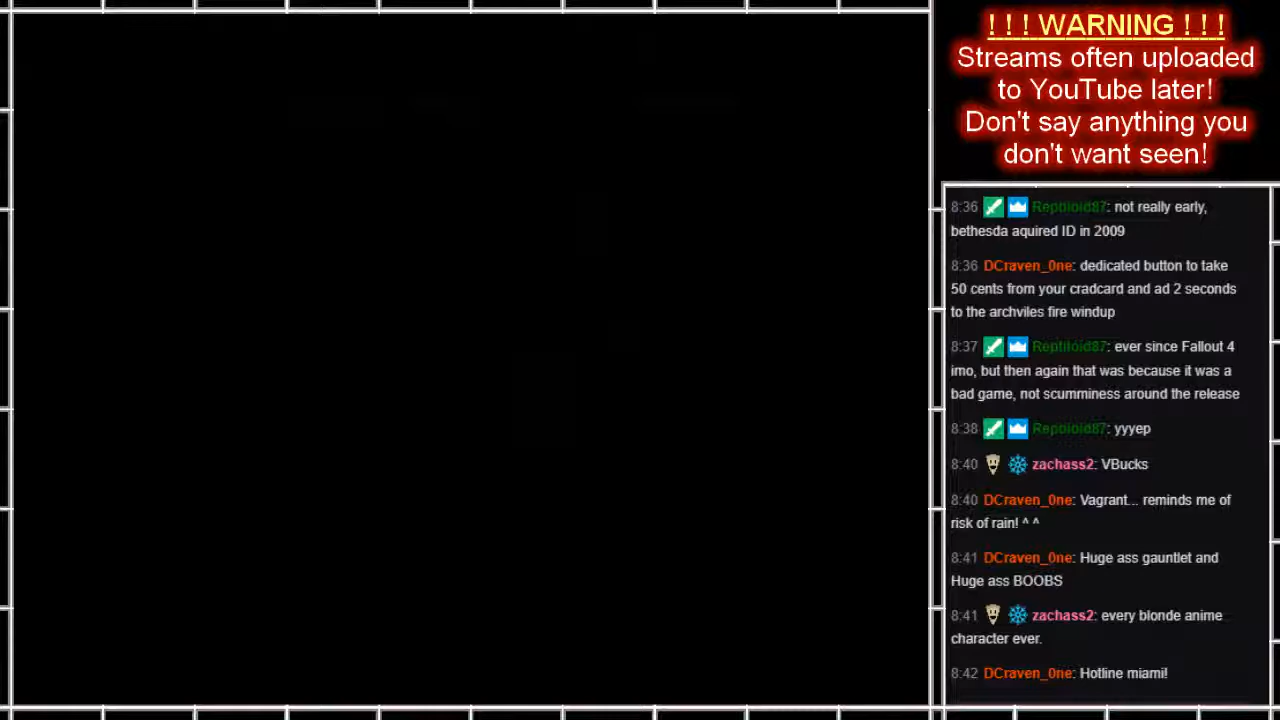 ! ! ! WARNING ! ! !
Streams often uploaded
to YouTube later!
Don't say anything you
don't want seen!
8:36 Reptiloid87: not really early,
bethesda aquired ID in 2009
8:36 DCraven_0ne: dedicated button to take
50 cents from your cradcard and ad 2 seconds
to the archviles fire windup
8:37 Reptiloid87: ever since Fallout 4
imo, but then again that was because it was a
bad game, not scumminess around the release
8:38 Reptiloid87: yyyep
8:40 zachass2: VBucks
8:40 DCraven_0ne: Vagrant... reminds me of
risk of rain! ^ ^
8:41 DCraven_0ne: Huge ass gauntlet and
Huge ass BOOBS
8:41 zachass2: every blonde anime
character ever.
8:42 DCraven_0ne: Hotline miami!